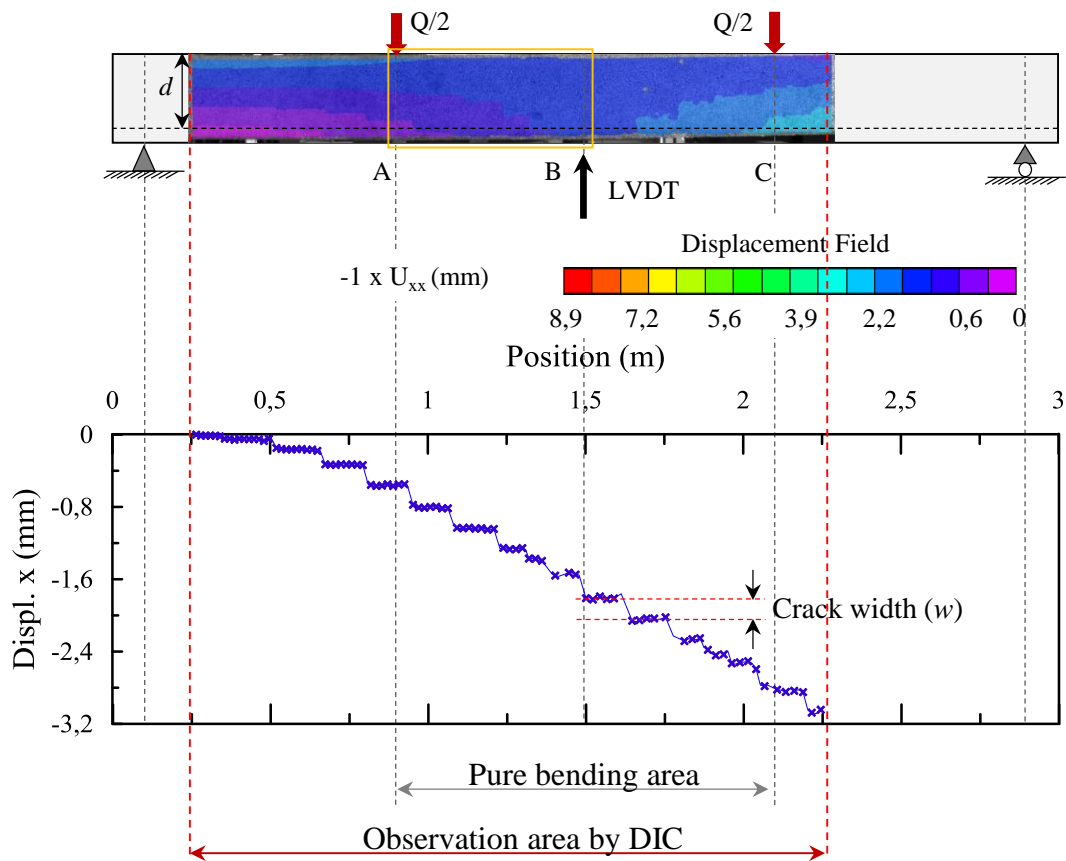 Q/2
Q/2
d
A
B
C
LVDT
Displacement Field
-1 x Uxx (mm)
8,9 7,2 5,6 3,9 2,2 0,6 0
Position (m)
0 0,5 1 1,5 2 2,5 3
Displ. x (mm)
0
-0,8
-1,6
-2,4
-3,2
Crack width (w)
Pure bending area
Observation area by DIC